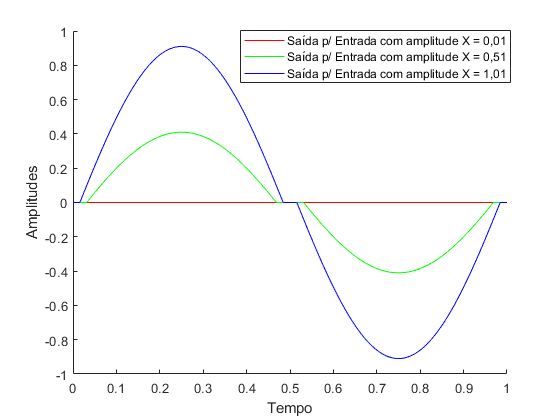 Saída p/ Entrada com amplitude X = 0,01
Saída p/ Entrada com amplitude X = 0,51
Saída p/ Entrada com amplitude X = 1,01
1
0.8
0.6
0.4
0.2
0
-0.2
-0.4
-0.6
-0.8
-1
Amplitudes
0 0.1 0.2 0.3 0.4 0.5 0.6 0.7 0.8 0.9 1
Tempo